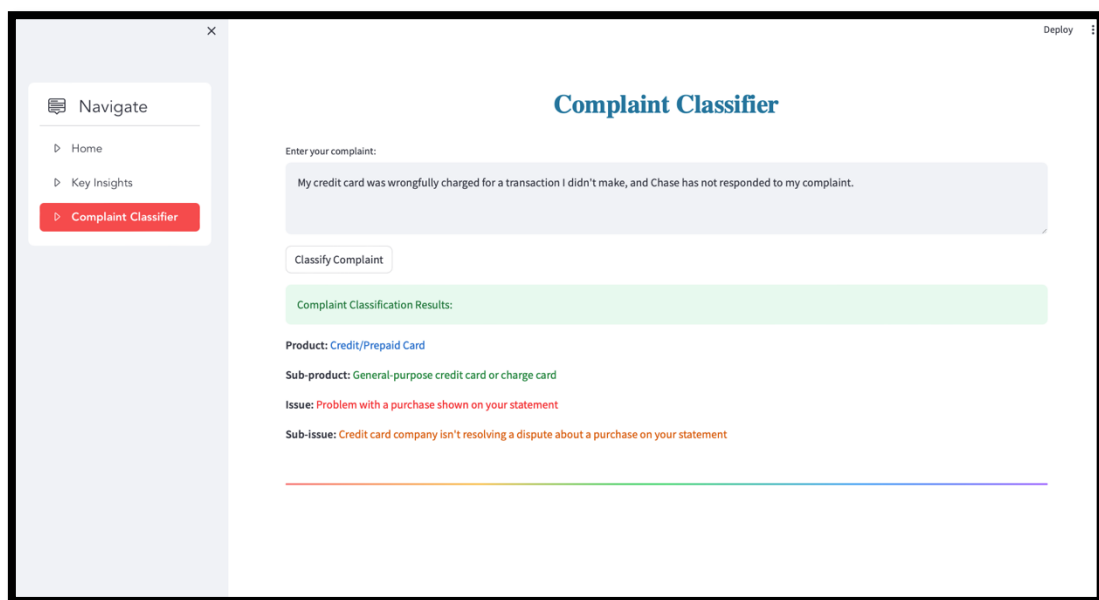 Deploy
Navigate
Home
Key Insights
Complaint Classifier
Complaint Classifier
Enter your complaint:
My credit card was wrongfully charged for a transaction I didn't make, and Chase has not responded to my complaint.
Classify Complaint
Complaint Classification Results:
Product: Credit/Prepaid Card
Sub-product: General-purpose credit card or charge card
Issue: Problem with a purchase shown on your statement
Sub-issue: Credit card company isn't resolving a dispute about a purchase on your statement